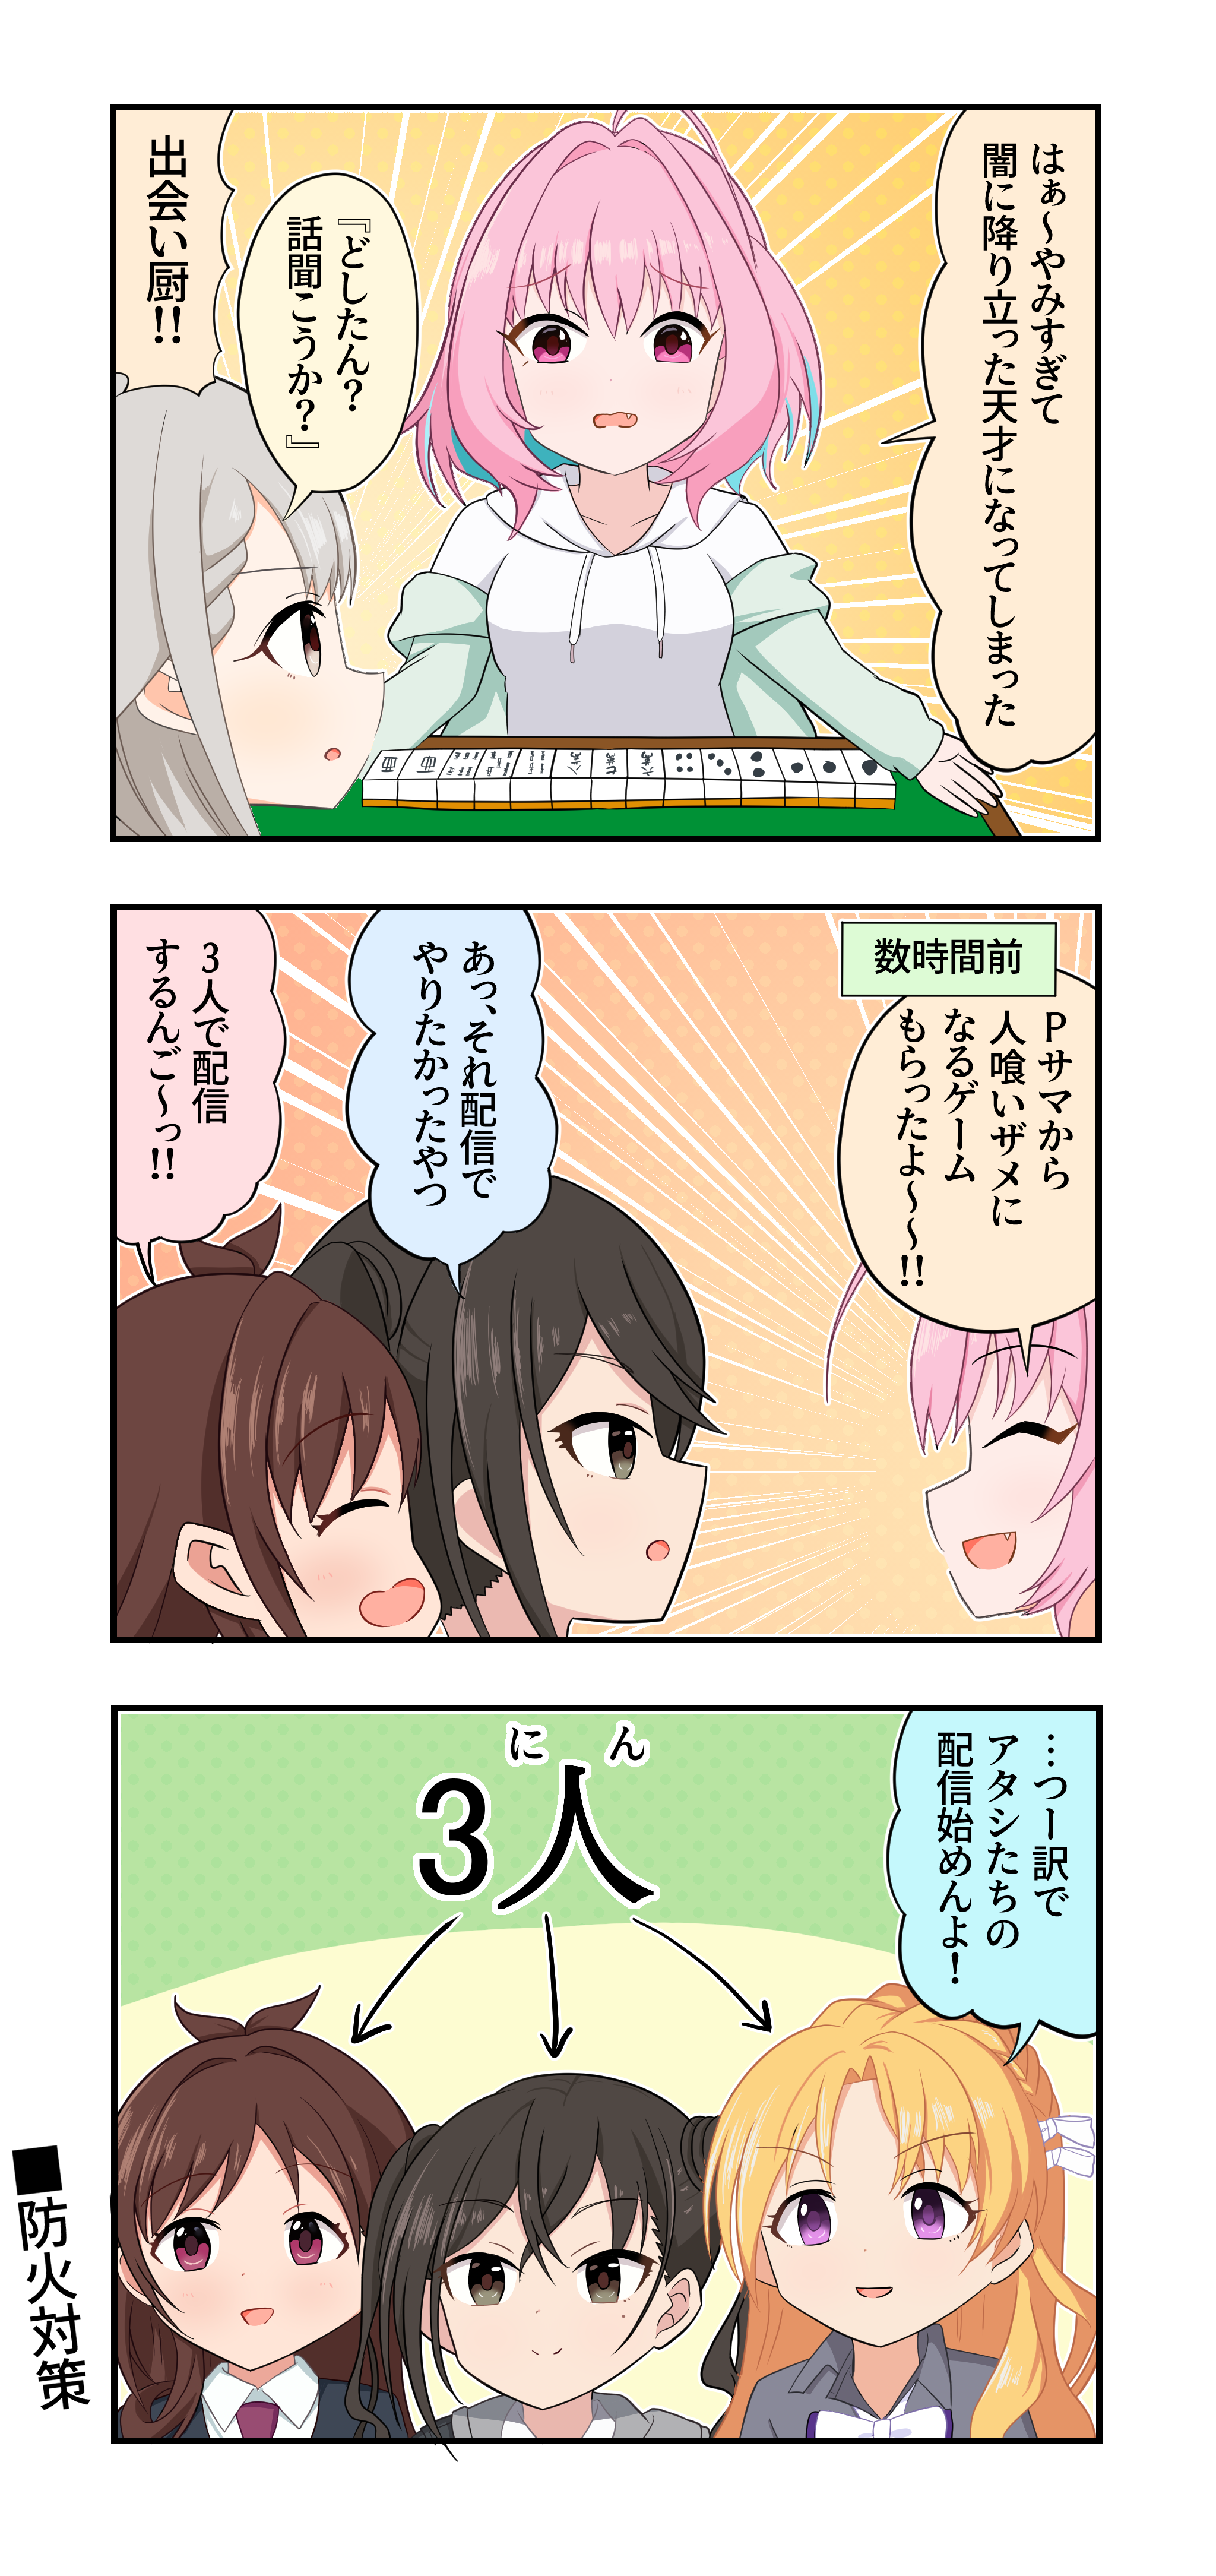 はぁ～やみすぎて
闇に降り立った天才になってしまった
『どしたん？
話聞こうか？』
出会い厨!!
數時間前
Pサマから
人喰いザメに
なるゲーム
もらったよ～～!!
あっ、それ配信で
やりたかったやつ
3人で配信
するんご～っ!!
…つー訳で
アタシたちの
配信始めんよ！
にん
3人
■防火対策